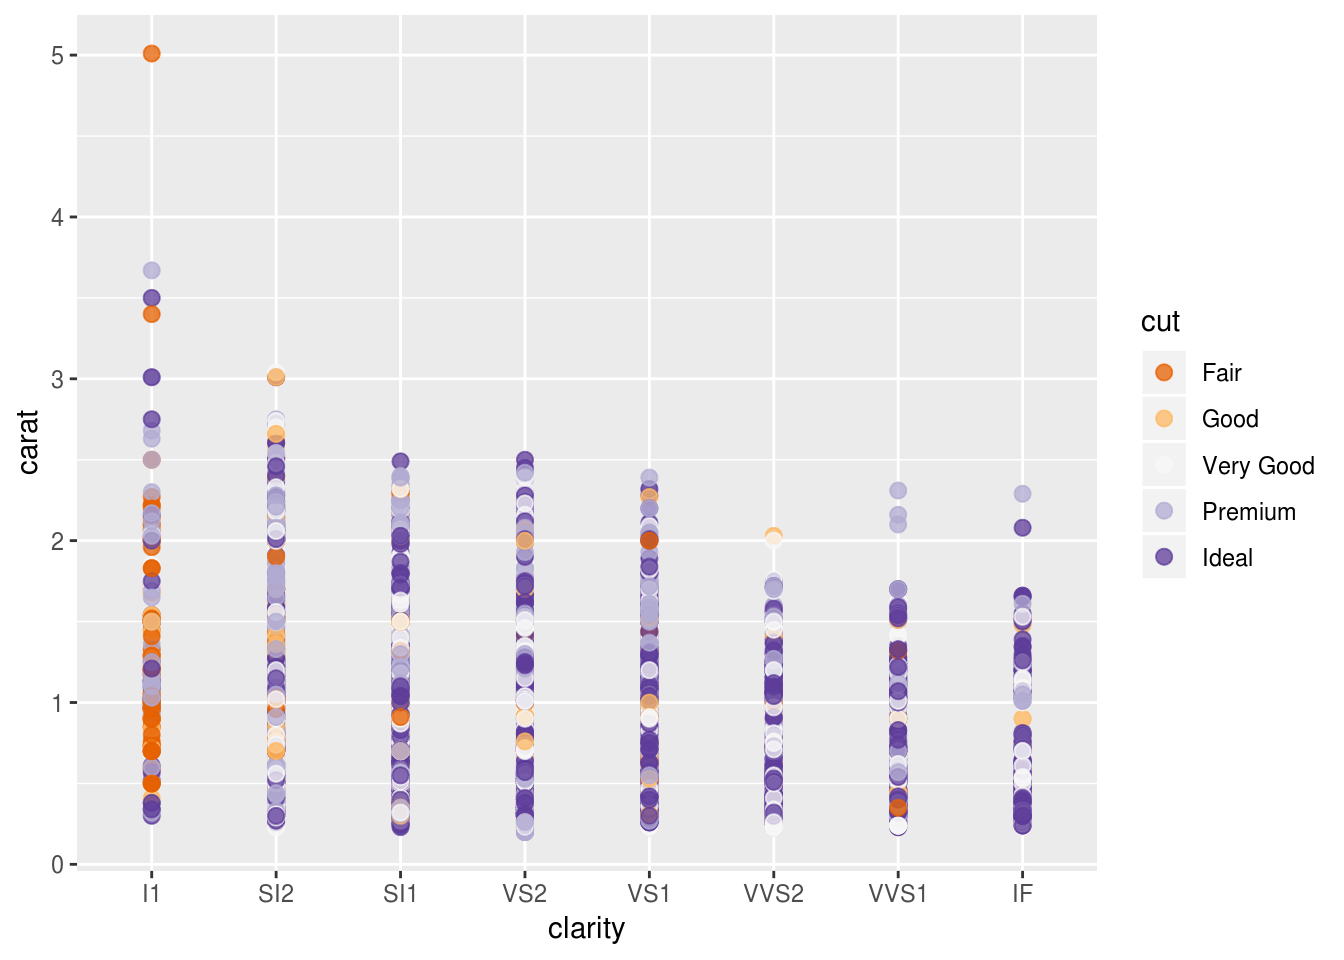 5
4
3
2
1
0
carat
I1 SI2 SI1 VS2 VS1 VVS2 VVS1 IF
clarity
cut
Fair
Good
Very Good
Premium
Ideal